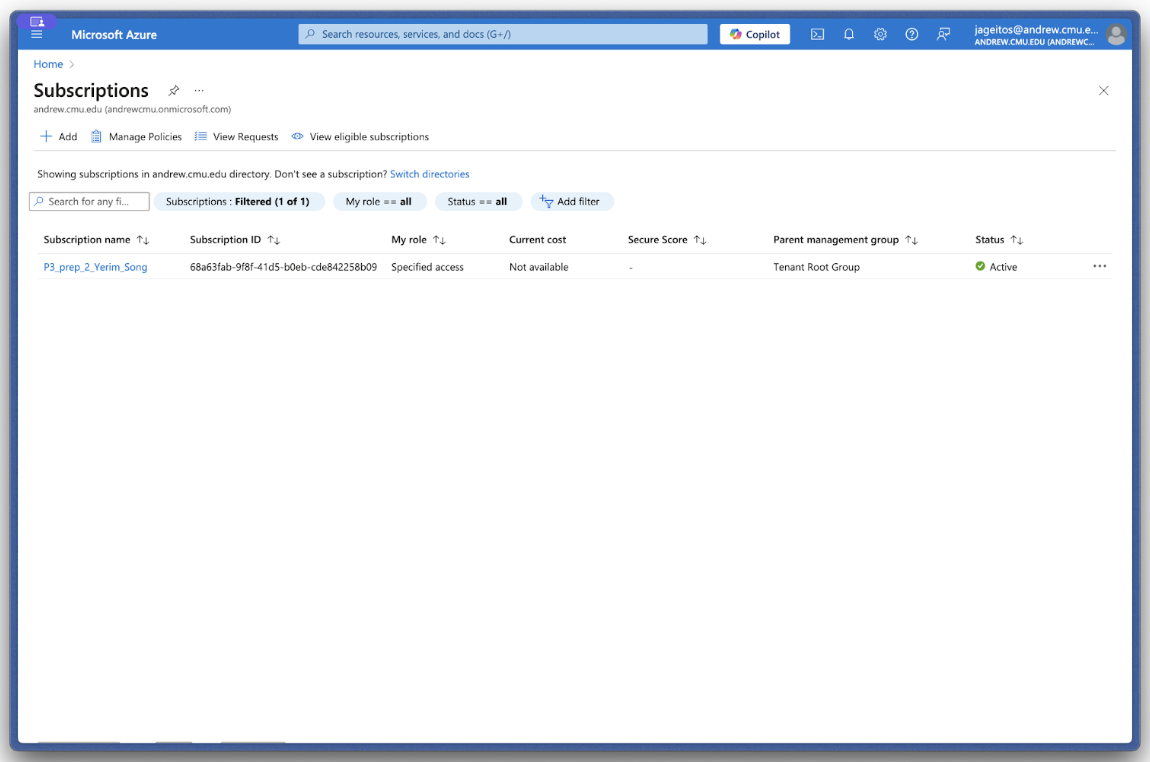 Microsoft Azure
Search resources, services, and docs (G+/)
Copilot
jageitos@andrew.cmu.e...
ANDREW.CMU.EDU (ANDREWC...
Home
Subscriptions
andrew.cmu.edu (andrewcmu.onmicrosoft.com)
Add Manage Policies View Requests View eligible subscriptions
Showing subscriptions in andrew.cmu.edu directory. Don't see a subscription? Switch directories
Search for any fi... Subscriptions : Filtered (1 of 1) My role == all Status == all Add filter
Subscription name Subscription ID My role Current cost Secure Score Parent management group Status
P3_prep_2_Yerim_Song 68a63fab-9f8f-41d5-b0eb-cde842258b09 Specified access Not available - Tenant Root Group Active